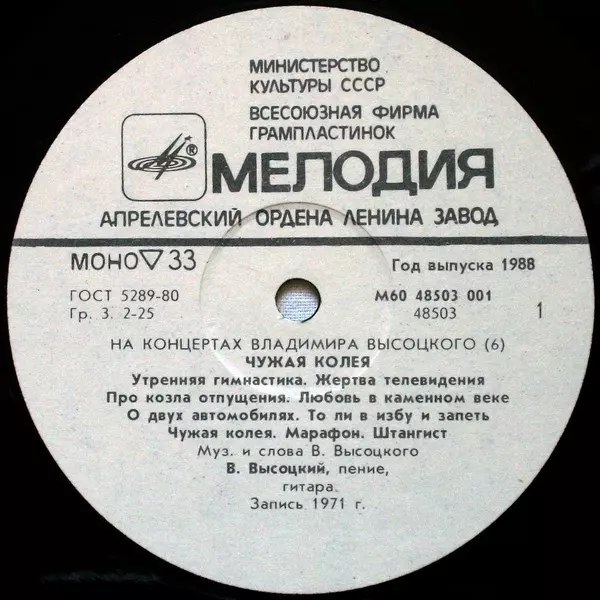 МИНИСТЕРСТВО
КУЛЬТУРЫ СССР
ВСЕСОЮЗНАЯ ФИРМА
ГРАМПЛАСТИНОК
®
МЕЛОДИЯ
АПРЕЛЕВСКИЙ ОРДЕНА ЛЕНИНА ЗАВОД
МОНО ▽ 33
Год выпуска 1988
ГОСТ 5289-80
М60 48503 001
Гр. 3. 2-25
48503
1
НА КОНЦЕРТАХ ВЛАДИМИРА ВЫСОЦКОГО (6)
ЧУЖАЯ КОЛЕЯ
Утренняя гимнастика. Жертва телевидения
Про козла отпущения. Любовь в каменном веке
О двух автомобилях. То ли в избу и запеть
Чужая колея. Марафон. Штангист
Муз. и слова В. Высоцкого
В. Высоцкий, пение,
гитара
Запись 1971 г.